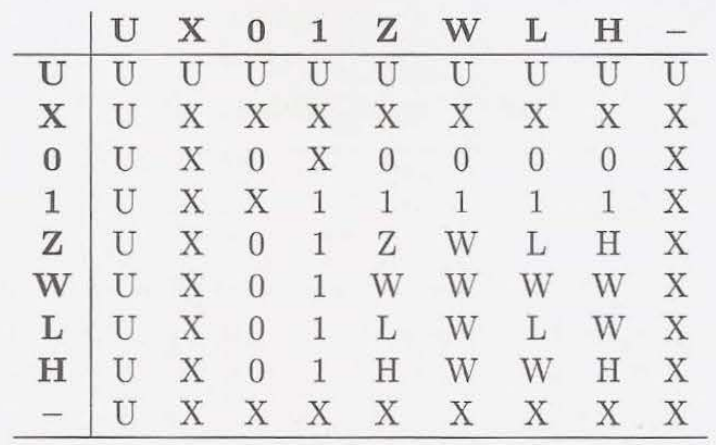 U X 0 1 Z W L H –
U U U U U U U U U U
X U X X X X X X X X
0 U X 0 X 0 0 0 0 X
1 U X X 1 1 1 1 1 X
Z U X 0 1 Z W L H X
W U X 0 1 W W W W X
L U X 0 1 L W L W X
H U X 0 1 H W W H X
– U X X X X X X X X